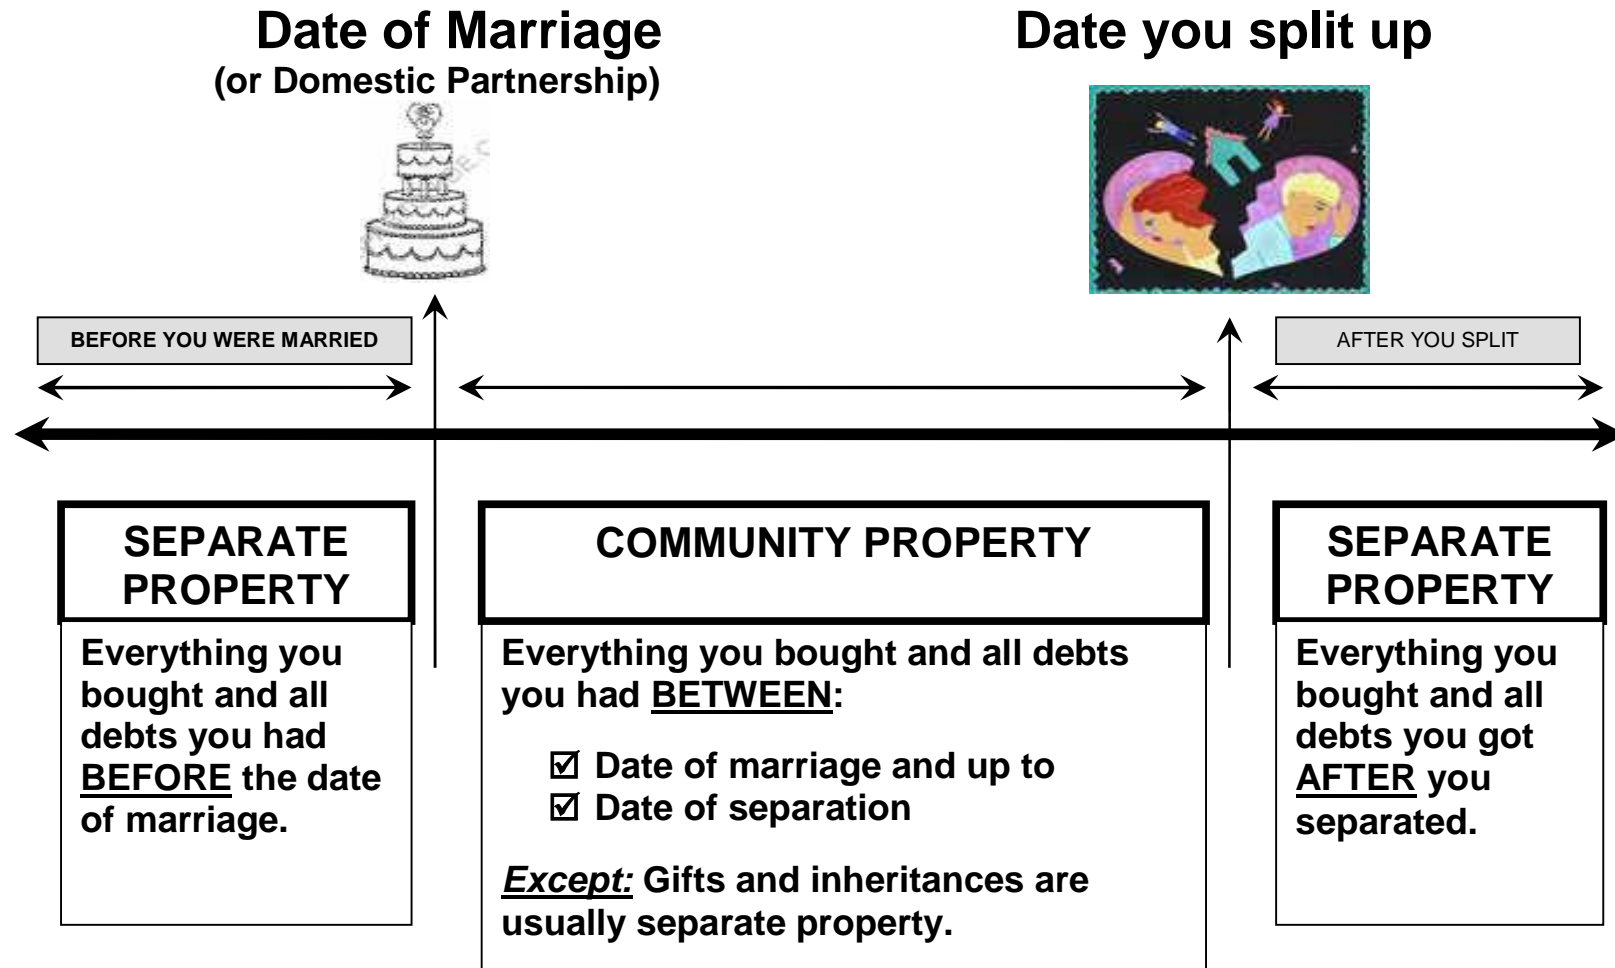 Date of Marriage
(or Domestic Partnership)
Date you split up
BEFORE YOU WERE MARRIED
AFTER YOU SPLIT
SEPARATE
PROPERTY
Everything you
bought and all
debts you had
BEFORE the date
of marriage.
COMMUNITY PROPERTY
Everything you bought and all debts
you had BETWEEN:
☑ Date of marriage and up to
☑ Date of separation
Except: Gifts and inheritances are
usually separate property.
SEPARATE
PROPERTY
Everything you
bought and all
debts you got
AFTER you
separated.